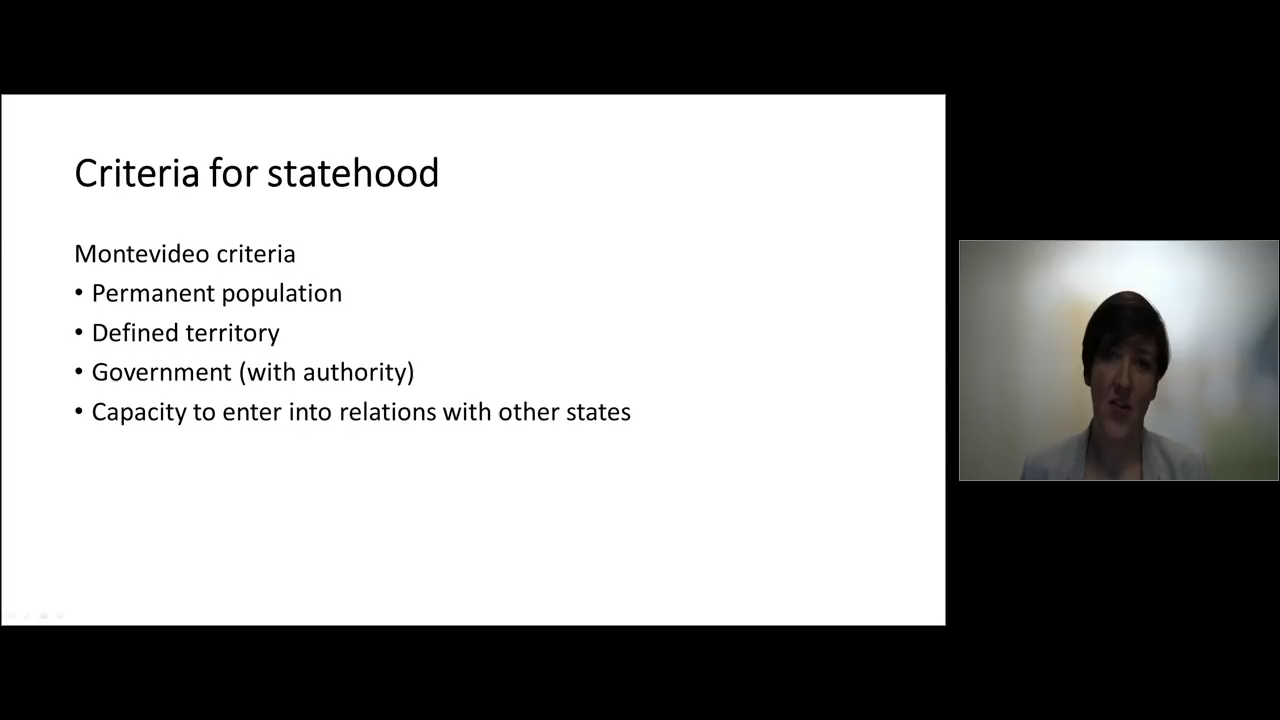 Criteria for statehood
Montevideo criteria
• Permanent population
• Defined territory
• Government (with authority)
• Capacity to enter into relations with other states